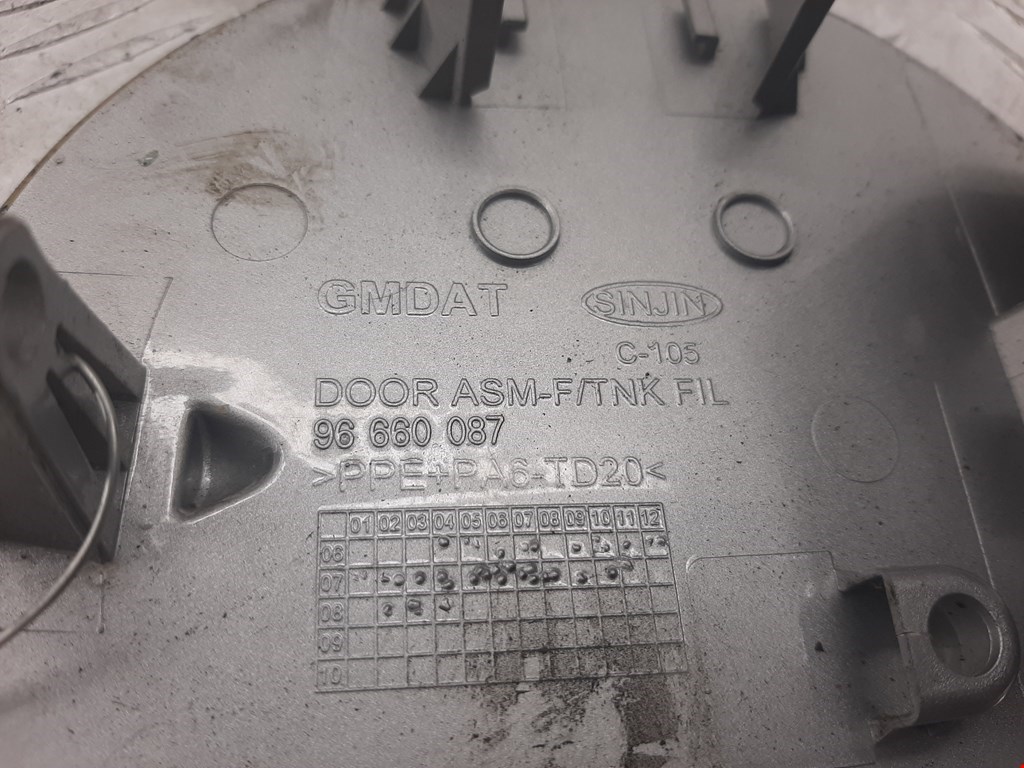 GMDAT SINJIN
C-105
DOOR ASM-F/TNK FIL
96 660 087
>PPE+PA6-TD20<
01 02 03 04 05 06 07 08 09 10 11 12
06
07
08
09
10